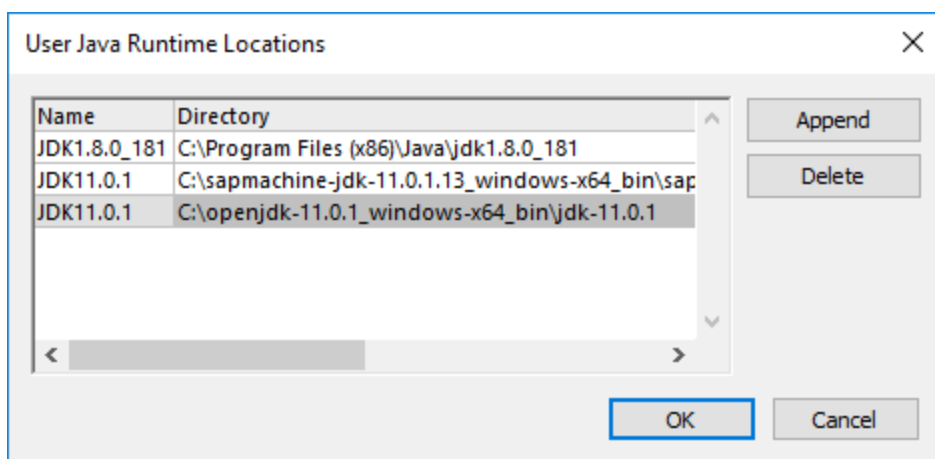 User Java Runtime Locations
Name Directory
Append
JDK1.8.0_181 C:\Program Files (x86)\Java\jdk1.8.0_181
JDK11.0.1 C:\sapmachine-jdk-11.0.1.13_windows-x64_bin\sap
Delete
JDK11.0.1 C:\openjdk-11.0.1_windows-x64_bin\jdk-11.0.1
OK
Cancel